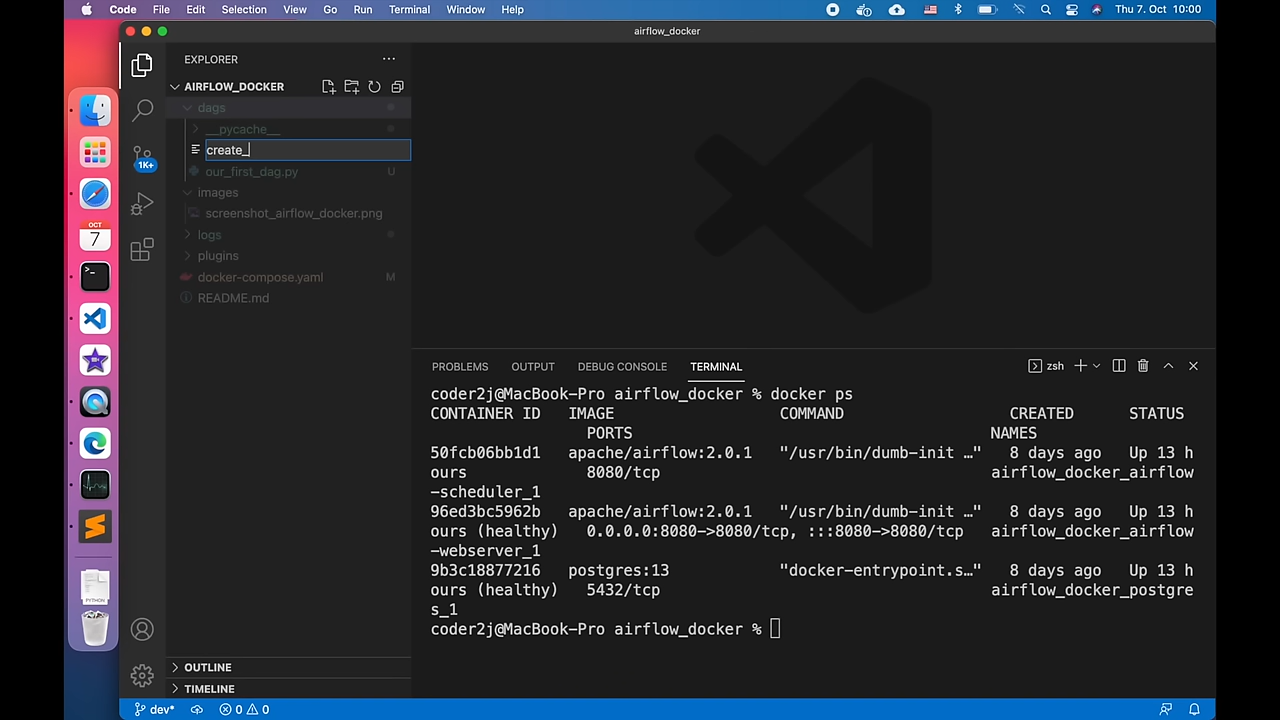 Code File Edit Selection View Go Run Terminal Window Help Thu 7. Oct 10:00
airflow_docker
EXPLORER
AIRFLOW_DOCKER
dags
__pycache__
create_
our_first_dag.py U
images
screenshot_airflow_docker.png
logs
plugins
docker-compose.yaml M
README.md
OUTLINE
TIMELINE
1K+
OCT
7
PYTHON
PROBLEMS OUTPUT DEBUG CONSOLE TERMINAL zsh
coder2j@MacBook-Pro airflow_docker % docker ps
CONTAINER ID IMAGE COMMAND CREATED STATUS
PORTS NAMES
50fcb06bb1d1 apache/airflow:2.0.1 "/usr/bin/dumb-init …" 8 days ago Up 13 h
ours 8080/tcp airflow_docker_airflow
-scheduler_1
96ed3bc5962b apache/airflow:2.0.1 "/usr/bin/dumb-init …" 8 days ago Up 13 h
ours (healthy) 0.0.0.0:8080->8080/tcp, :::8080->8080/tcp airflow_docker_airflow
-webserver_1
9b3c18877216 postgres:13 "docker-entrypoint.s…" 8 days ago Up 13 h
ours (healthy) 5432/tcp airflow_docker_postgre
s_1
coder2j@MacBook-Pro airflow_docker %
dev* 0 0